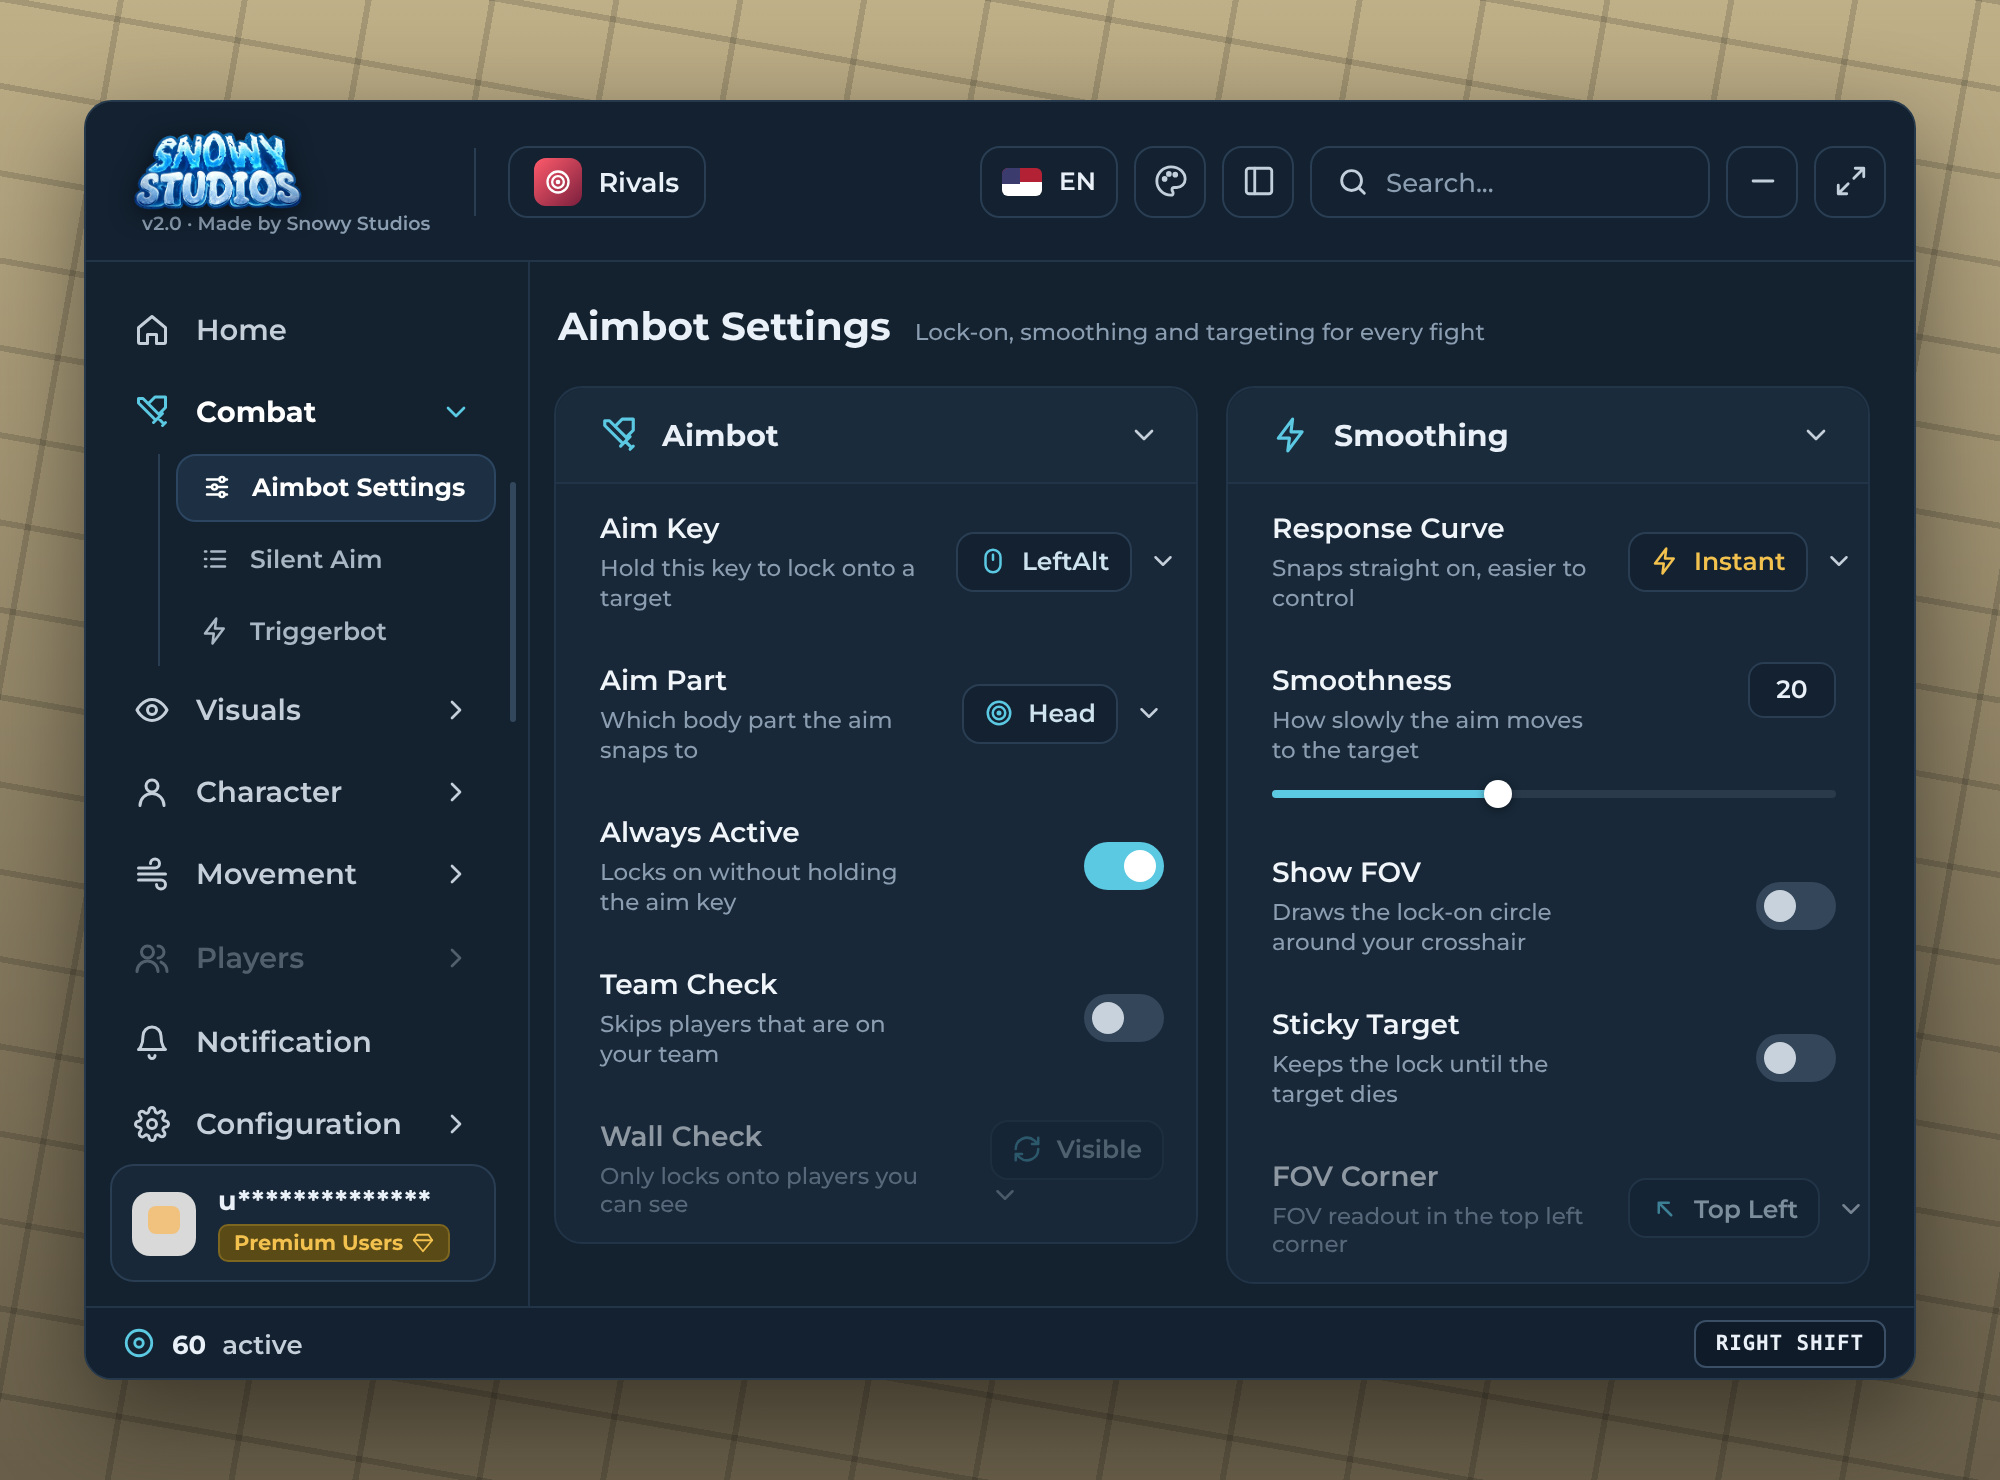 SNOWY
STUDIOS
v2.0 · Made by Snowy Studios
Rivals
EN
Search...
Home
Combat
Aimbot Settings
Silent Aim
Triggerbot
Visuals
Character
Movement
Players
Notification
Configuration
u**************
Premium Users
Aimbot Settings
Lock-on, smoothing and targeting for every fight
Aimbot
Aim Key
Hold this key to lock onto a
target
LeftAlt
Aim Part
Which body part the aim
snaps to
Head
Always Active
Locks on without holding
the aim key
Team Check
Skips players that are on
your team
Wall Check
Only locks onto players you
can see
Visible
Smoothing
Response Curve
Snaps straight on, easier to
control
Instant
Smoothness
How slowly the aim moves
to the target
20
Show FOV
Draws the lock-on circle
around your crosshair
Sticky Target
Keeps the lock until the
target dies
FOV Corner
FOV readout in the top left
corner
Top Left
60 active
RIGHT SHIFT